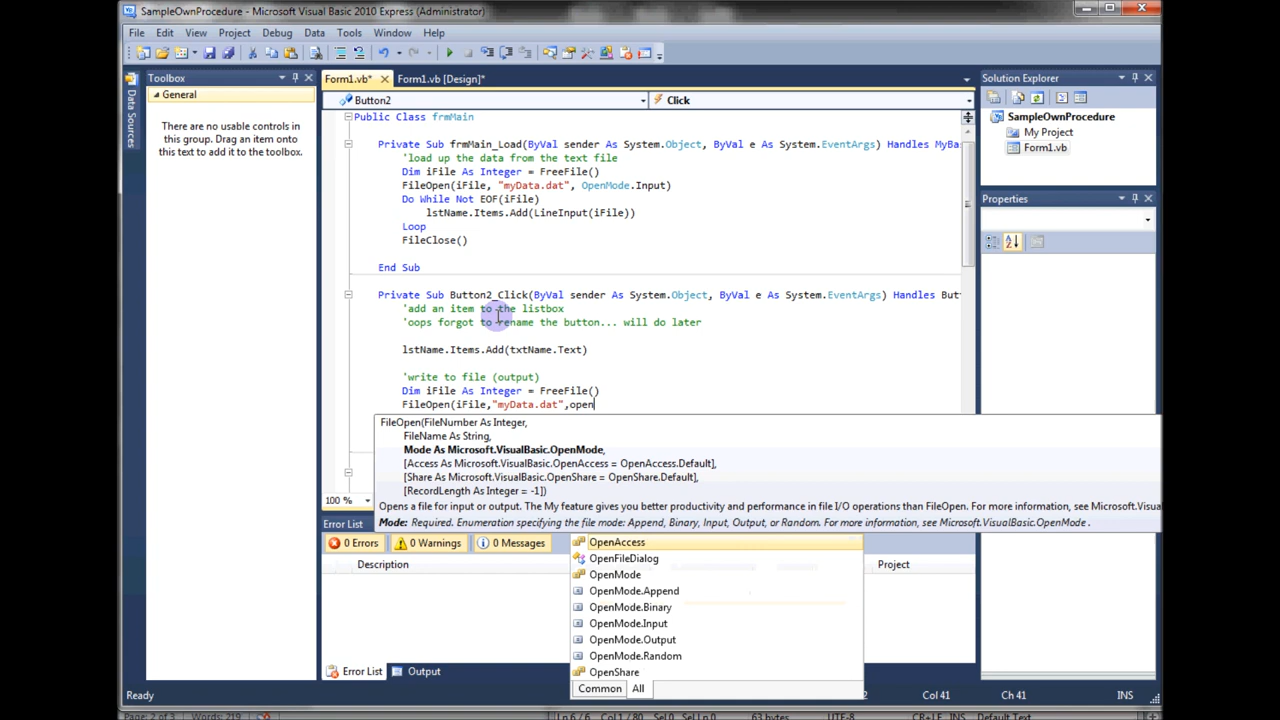 SampleOwnProcedure - Microsoft Visual Basic 2010 Express (Administrator)
File Edit View Project Debug Data Tools Window Help
Toolbox
General
There are no usable controls in
this group. Drag an item onto
this text to add it to the toolbox.
Data Sources
Form1.vb* Form1.vb [Design]*
Button2 Click
Public Class frmMain
Private Sub frmMain_Load(ByVal sender As System.Object, ByVal e As System.EventArgs) Handles MyBas
'load up the data from the text file
Dim iFile As Integer = FreeFile()
FileOpen(iFile, "myData.dat", OpenMode.Input)
Do While Not EOF(iFile)
lstName.Items.Add(LineInput(iFile))
Loop
FileClose()
End Sub
Private Sub Button2_Click(ByVal sender As System.Object, ByVal e As System.EventArgs) Handles But
'add an item to the listbox
'oops forgot to rename the button... will do later
lstName.Items.Add(txtName.Text)
'write to file (output)
Dim iFile As Integer = FreeFile()
FileOpen(iFile,"myData.dat",open
FileOpen(FileNumber As Integer,
FileName As String,
Mode As Microsoft.VisualBasic.OpenMode,
[Access As Microsoft.VisualBasic.OpenAccess = OpenAccess.Default],
[Share As Microsoft.VisualBasic.OpenShare = OpenShare.Default],
[RecordLength As Integer = -1])
Opens a file for input or output. The My feature gives you better productivity and performance in file I/O operations than FileOpen. For more information, see Microsoft.Visua
Mode: Required. Enumeration specifying the file mode: Append, Binary, Input, Output, or Random. For more information, see Microsoft.VisualBasic.OpenMode .
100 %
OpenAccess
OpenFileDialog
OpenMode
OpenMode.Append
OpenMode.Binary
OpenMode.Input
OpenMode.Output
OpenMode.Random
OpenShare
Common All
Error List
0 Errors 0 Warnings 0 Messages
Description Project
Error List Output
Solution Explorer
SampleOwnProcedure
My Project
Form1.vb
Properties
Ready Col 41 Ch 41 INS